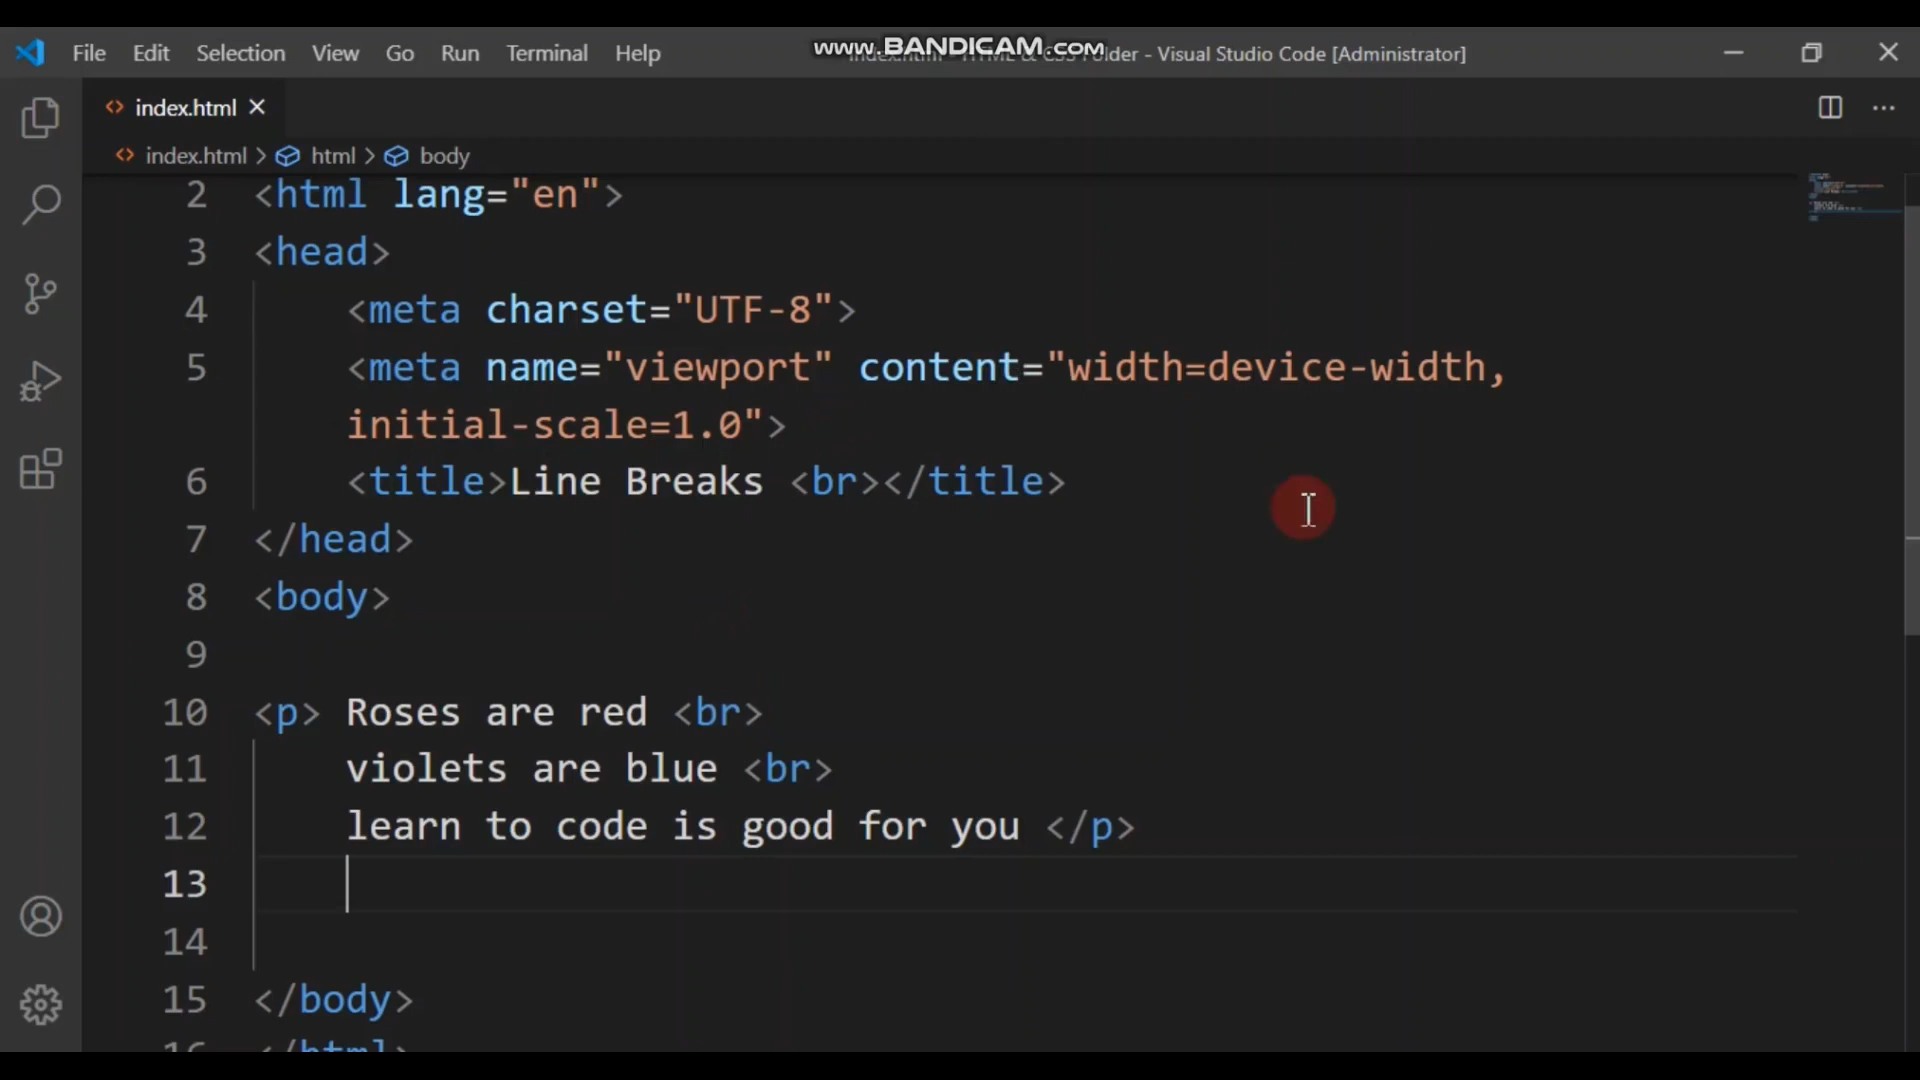 File Edit Selection View Go Run Terminal Help www.BANDICAM.com older - Visual Studio Code [Administrator]
index.html
index.html > html > body
2 <html lang="en">
3 <head>
4 <meta charset="UTF-8">
5 <meta name="viewport" content="width=device-width,
initial-scale=1.0">
6 <title>Line Breaks <br></title>
7 </head>
8 <body>
9
10 <p> Roses are red <br>
11 violets are blue <br>
12 learn to code is good for you </p>
13
14
15 </body>
16 </html>